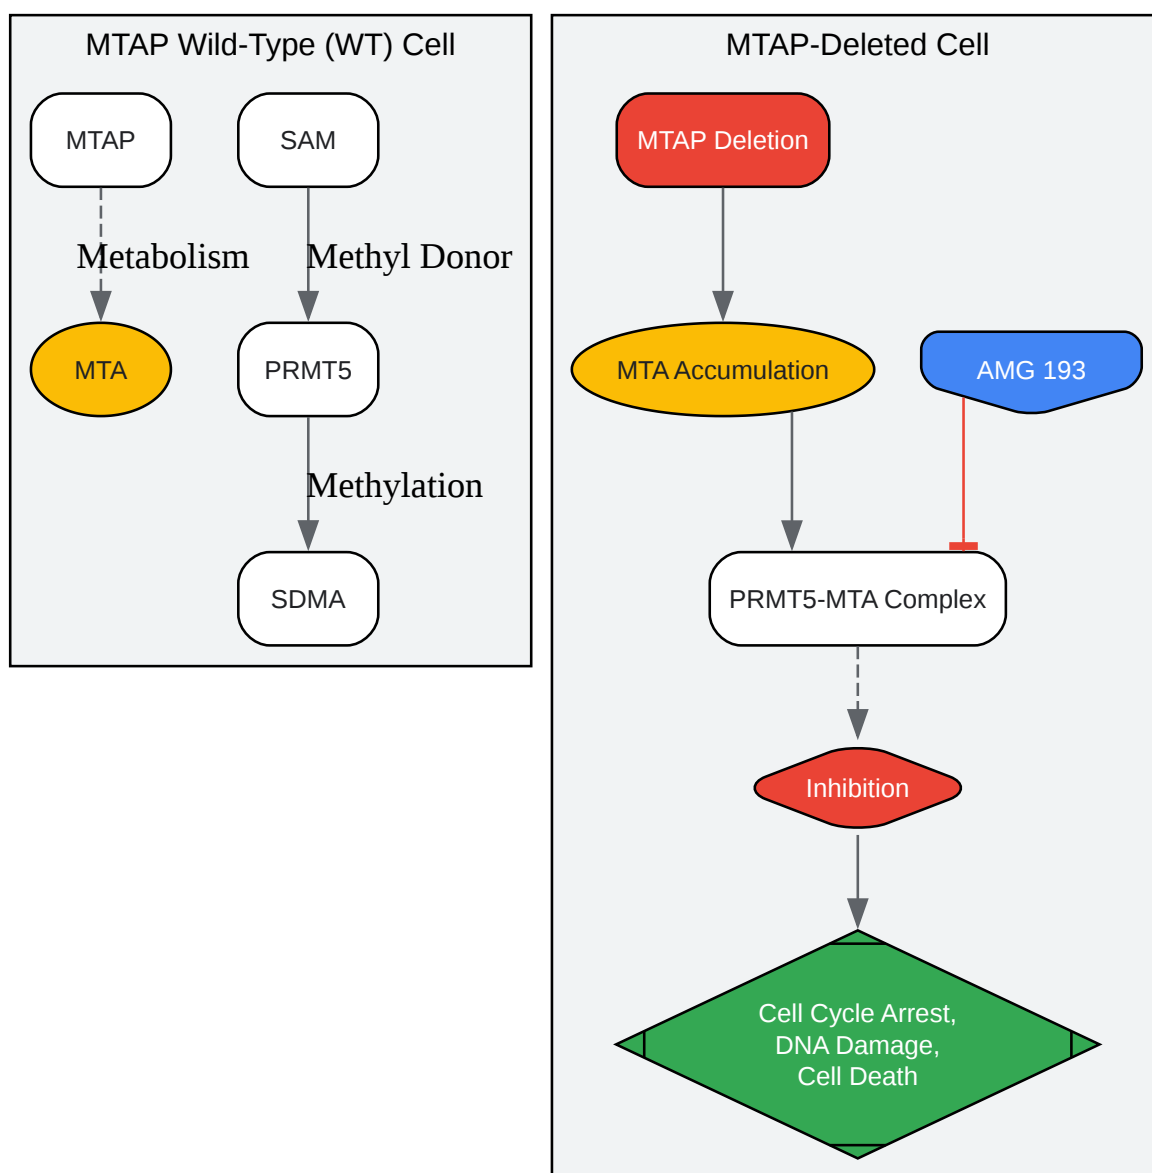 MTAP Wild-Type (WT) Cell
MTAP
SAM
Metabolism
Methyl Donor
MTA
PRMT5
Methylation
SDMA
MTAP-Deleted Cell
MTAP Deletion
MTA Accumulation
AMG 193
PRMT5-MTA Complex
Inhibition
Cell Cycle Arrest,
DNA Damage,
Cell Death